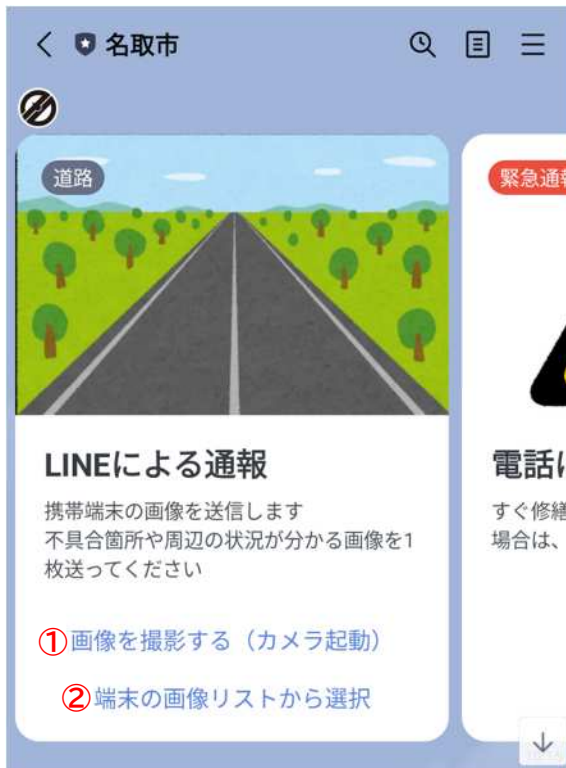 名取市
道路
緊急通報
LINEによる通報
携帯端末の画像を送信します
不具合箇所や周辺の状況が分かる画像を1
枚送ってください
①画像を撮影する（カメラ起動）
②端末の画像リストから選択
電話に
すぐ修繕
場合は、